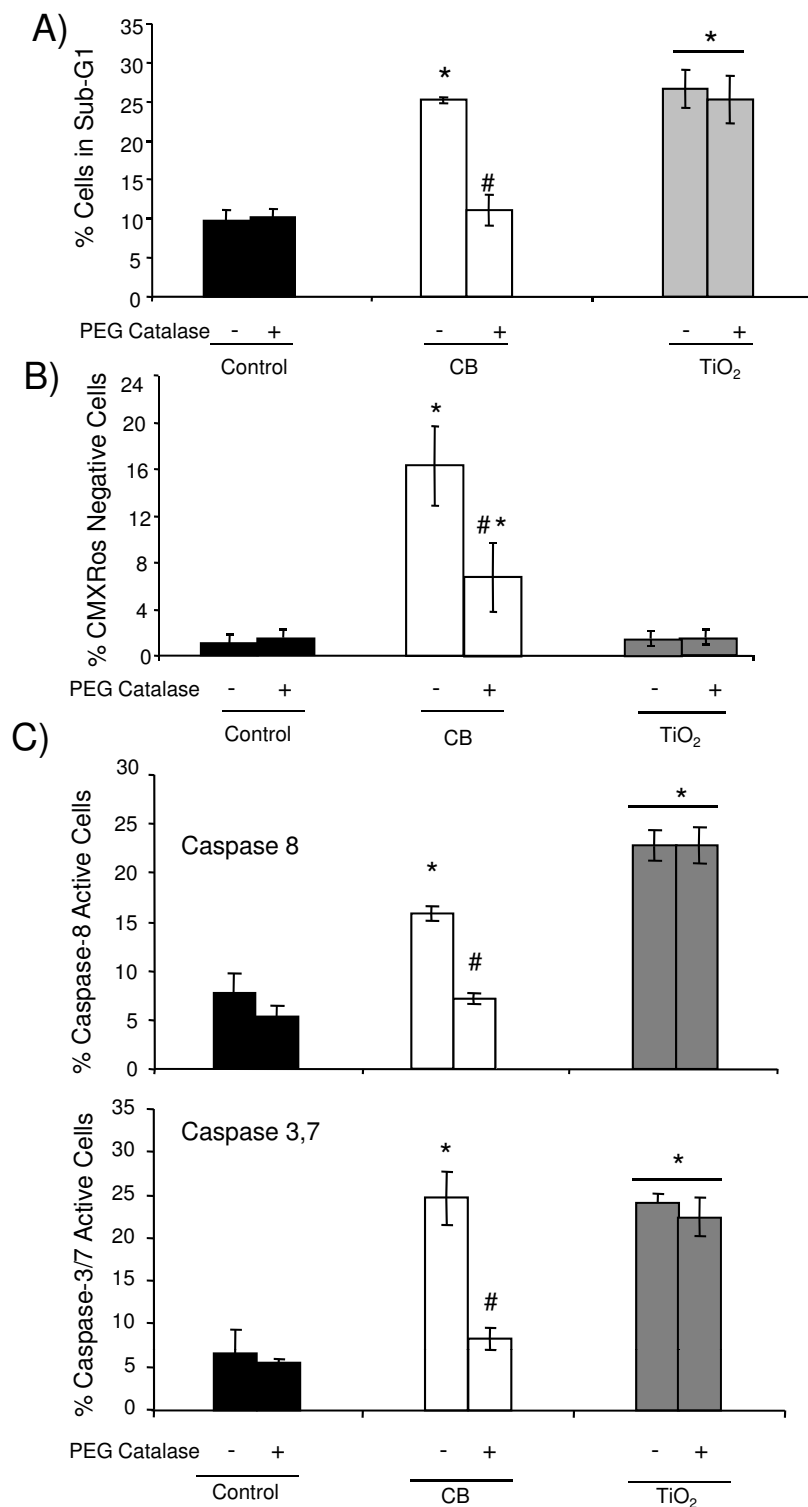 A)
% Cells in Sub-G1
35
30
25
20
15
10
5
0
*
#
*
PEG Catalase - + - + - +
Control CB TiO₂
B)
% CMXRos Negative Cells
24
20
16
12
8
4
0
*
# *
PEG Catalase - + - + - +
Control CB TiO₂
C)
% Caspase-8 Active Cells
30
25
20
15
10
5
0
Caspase 8
*
#
*
% Caspase-3/7 Active Cells
35
30
25
20
15
10
5
0
Caspase 3,7
*
#
*
PEG Catalase - + - + - +
Control CB TiO₂